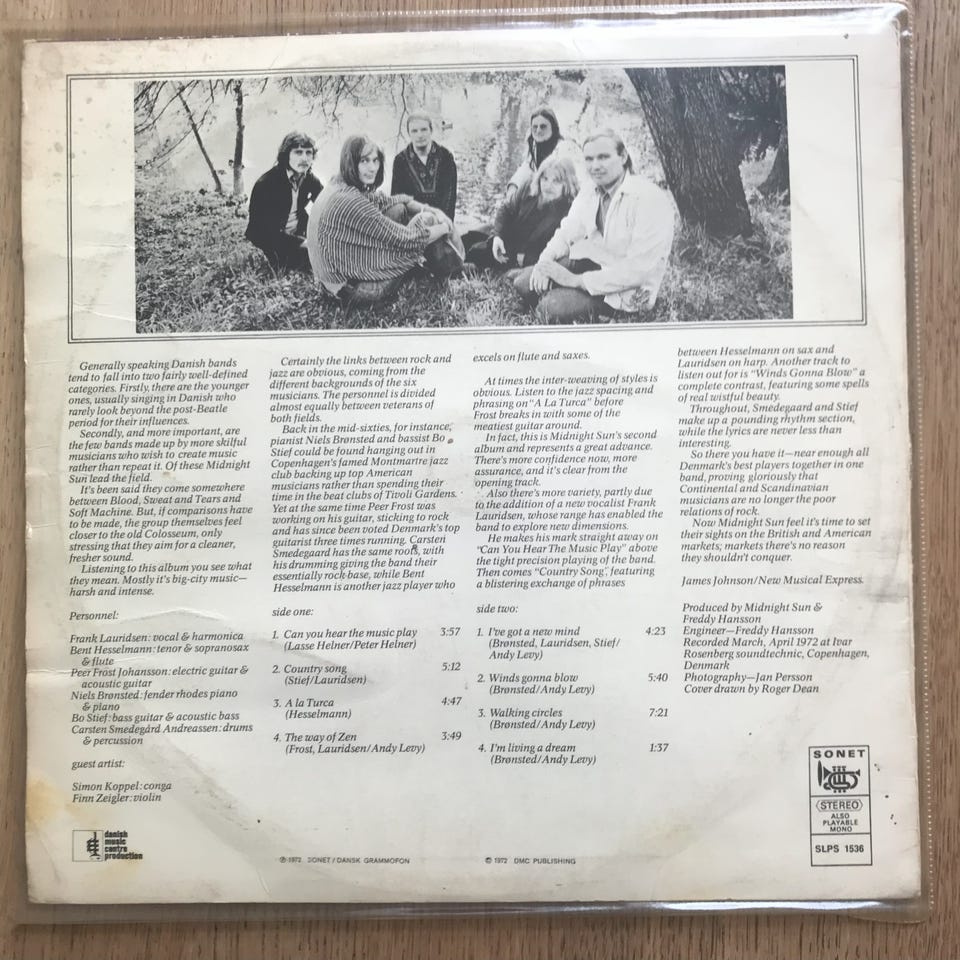 Generally speaking Danish bands
tend to fall into two fairly well-defined
categories. Firstly, there are the younger
ones, usually singing in Danish who
rarely look beyond the post-Beatle
period for their influences.
Secondly, and more important, are
the few bands made up by more skilful
musicians who wish to create music
rather than repeat it. Of these Midnight
Sun lead the field.
It's been said they come somewhere
between Blood, Sweat and Tears and
Soft Machine. But, if comparisons have
to be made, the group themselves feel
closer to the old Colosseum, only
stressing that they aim for a cleaner,
fresher sound.
Listening to this album you see what
they mean. Mostly it's big-city music—
harsh and intense.
Certainly the links between rock and
jazz are obvious, coming from the
different backgrounds of the six
musicians. The personnel is divided
almost equally between veterans of
both fields.
Back in the mid-sixties, for instance,
pianist Niels Brønsted and bassist Bo
Stief could be found hanging out in
Copenhagen's famed Montmartre jazz
club backing up top American
musicians rather than spending their
time in the beat clubs of Tivoli Gardens.
Yet at the same time Peer Frost was
working on his guitar, sticking to rock
and has since been voted Denmark's top
guitarist three times running. Carsten
Smedegaard has the same roots, with
his drumming giving the band their
essentially rock-base, while Bent
Hesselmann is another jazz player who
excels on flute and saxes.
At times the inter-weaving of styles is
obvious. Listen to the jazz spacing and
phrasing on "A La Turca" before
Frost breaks in with some of the
meatiest guitar around.
In fact, this is Midnight Sun's second
album and represents a great advance.
There's more confidence now, more
assurance, and it's clear from the
opening track.
Also there's more variety, partly due
to the addition of a new vocalist Frank
Lauridsen, whose range has enabled the
band to explore new dimensions.
He makes his mark straight away on
"Can You Hear The Music Play" above
the tight precision playing of the band.
Then comes "Country Song", featuring
a blistering exchange of phrases
between Hesselmann on sax and
Lauridsen on harp. Another track to
listen out for is "Winds Gonna Blow" a
complete contrast, featuring some spells
of real wistful beauty.
Throughout, Smedegaard and Stief
make up a pounding rhythm section,
while the lyrics are never less than
interesting.
So there you have it—near enough all
Denmark's best players together in one
band, proving gloriously that
Continental and Scandinavian
musicians are no longer the poor
relations of rock.
Now Midnight Sun feel it's time to set
their sights on the British and American
markets; markets there's no reason
they shouldn't conquer.
James Johnson/New Musical Express.
Personnel:
Frank Lauridsen: vocal & harmonica
Bent Hesselmann: tenor & sopranosax
& flute
Peer Frost Johansson: electric guitar &
acoustic guitar
Niels Brønsted: fender rhodes piano
& piano
Bo Stief: bass guitar & acoustic bass
Carsten Smedegård Andreassen: drums
& percussion
guest artist:
Simon Koppel: conga
Finn Zeigler: violin
side one:
1. Can you hear the music play 3:57
(Lasse Helner/Peter Helner)
2. Country song 5:12
(Stief/Lauridsen)
3. A la Turca 4:47
(Hesselmann)
4. The way of Zen 3:49
(Frost, Lauridsen/Andy Levy)
side two:
1. I've got a new mind 4:23
(Brønsted, Lauridsen, Stief/
Andy Levy)
2. Winds gonna blow 5:40
(Brønsted/Andy Levy)
3. Walking circles 7:21
(Brønsted/Andy Levy)
4. I'm living a dream 1:37
(Brønsted/Andy Levy)
Produced by Midnight Sun &
Freddy Hansson
Engineer—Freddy Hansson
Recorded March, April 1972 at Ivar
Rosenberg soundtechnic, Copenhagen,
Denmark
Photography—Jan Persson
Cover drawn by Roger Dean
danish
music
centre
production
℗ 1972 SONET / DANSK GRAMMOFON
© 1972 DMC PUBLISHING
SONET
STEREO
ALSO
PLAYABLE
MONO
SLPS 1536